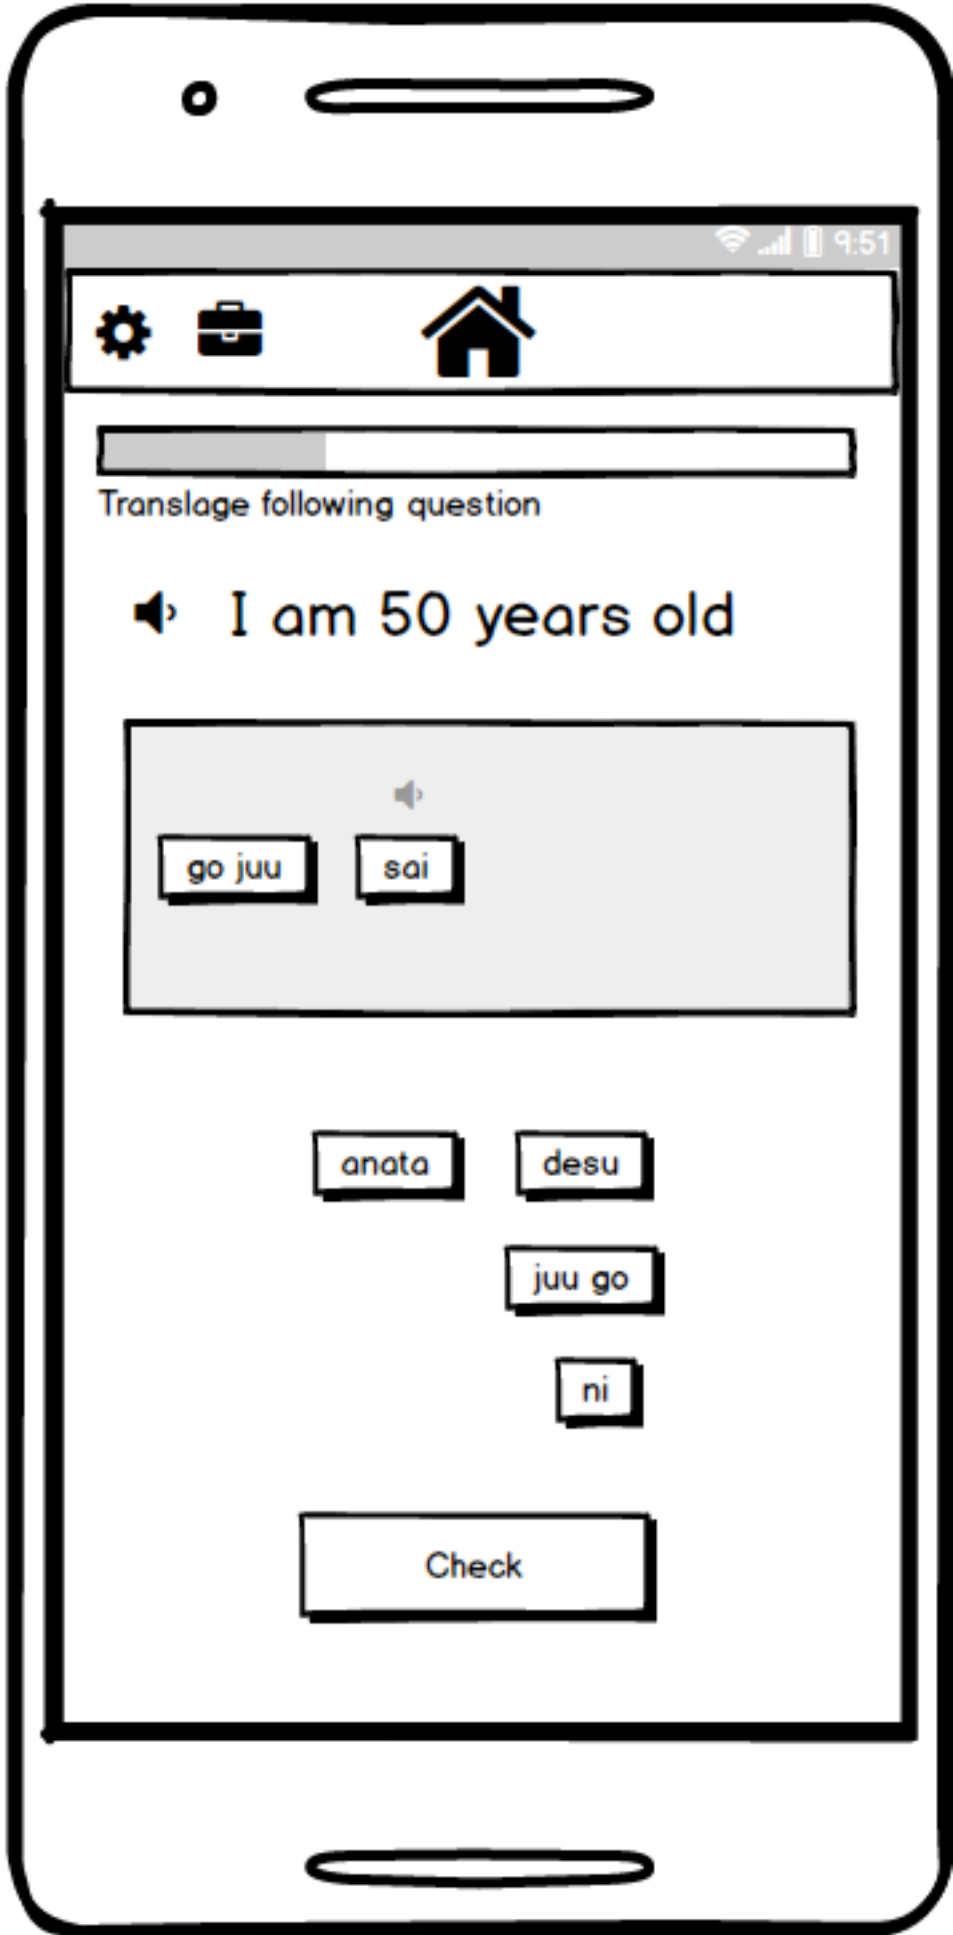 9:51
Translage following question
I am 50 years old
go juu sai
anata desu
juu go
ni
Check